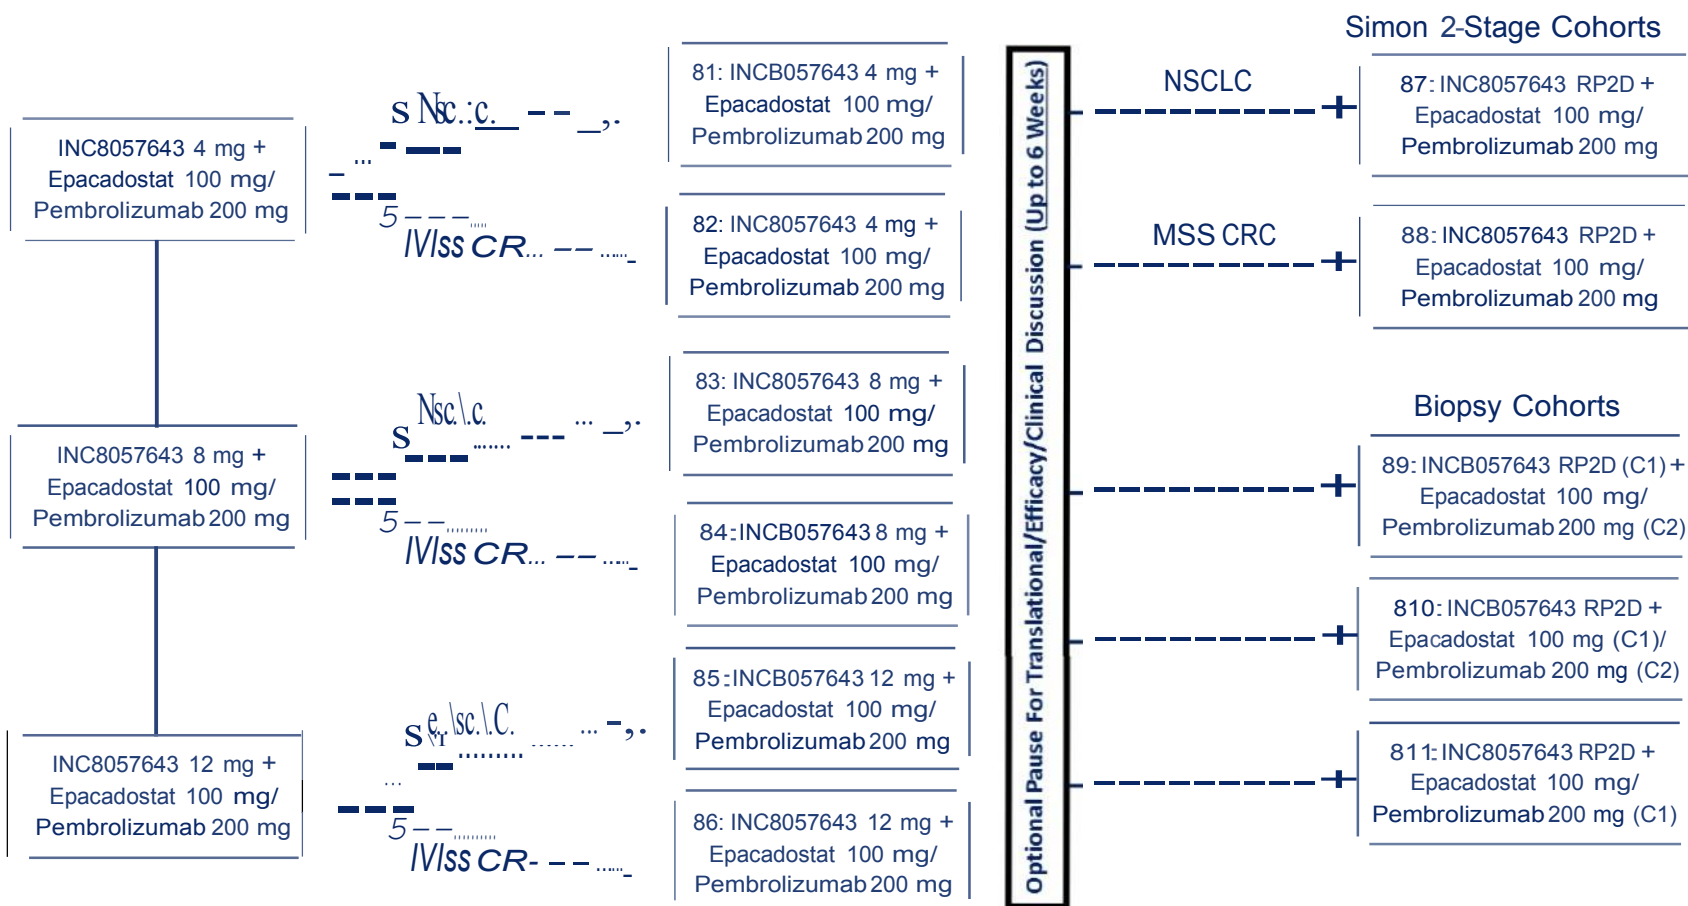 Simon 2-Stage Cohorts
INC8057643 4 mg +
Epacadostat 100 mg/
Pembrolizumab 200 mg
INC8057643 8 mg +
Epacadostat 100 mg/
Pembrolizumab 200 mg
INC8057643 12 mg +
Epacadostat 100 mg/
Pembrolizumab 200 mg
81: INCB057643 4 mg +
Epacadostat 100 mg/
Pembrolizumab 200 mg
82: INC8057643 4 mg +
Epacadostat 100 mg/
Pembrolizumab 200 mg
83: INC8057643 8 mg +
Epacadostat 100 mg/
Pembrolizumab 200 mg
84: INCB057643 8 mg +
Epacadostat 100 mg/
Pembrolizumab 200 mg
85: INCB057643 12 mg +
Epacadostat 100 mg/
Pembrolizumab 200 mg
86: INC8057643 12 mg +
Epacadostat 100 mg/
Pembrolizumab 200 mg
Optional Pause For Translational/Efficacy/Clinical Discussion (Up to 6 Weeks)
NSCLC
87: INC8057643 RP2D +
Epacadostat 100 mg/
Pembrolizumab 200 mg
MSS CRC
88: INC8057643 RP2D +
Epacadostat 100 mg/
Pembrolizumab 200 mg
Biopsy Cohorts
89: INCB057643 RP2D (C1) +
Epacadostat 100 mg/
Pembrolizumab 200 mg (C2)
810: INCB057643 RP2D +
Epacadostat 100 mg (C1)/
Pembrolizumab 200 mg (C2)
811: INC8057643 RP2D +
Epacadostat 100 mg/
Pembrolizumab 200 mg (C1)